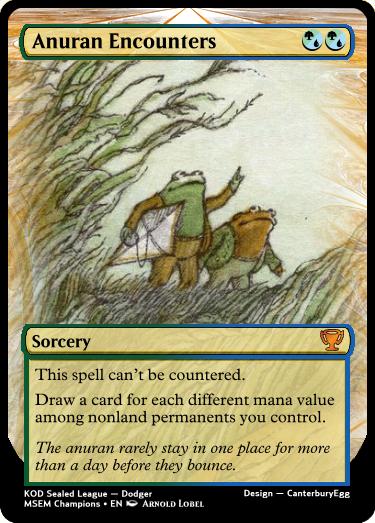 Anuran Encounters
Sorcery
This spell can't be countered.
Draw a card for each different mana value
among nonland permanents you control.
The anuran rarely stay in one place for more
than a day before they bounce.
KOD Sealed League — Dodger
Design — CanterburyEgg
MSEM Champions • EN Arnold Lobel